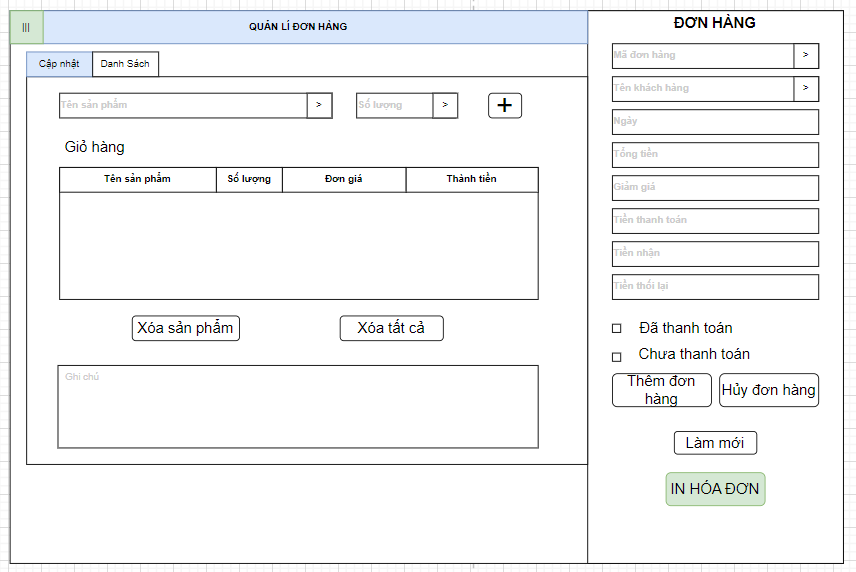 |||
QUẢN LÍ ĐƠN HÀNG
Cập nhật
Danh Sách
Tên sản phẩm
>
Số lượng
>
+
Giỏ hàng
Tên sản phẩm
Số lượng
Đơn giá
Thành tiền
Xóa sản phẩm
Xóa tất cả
Ghi chú
ĐƠN HÀNG
Mã đơn hàng
>
Tên khách hàng
>
Ngày
Tổng tiền
Giảm giá
Tiền thanh toán
Tiền nhận
Tiền thối lại
Đã thanh toán
Chưa thanh toán
Thêm đơn
hàng
Hủy đơn hàng
Làm mới
IN HÓA ĐƠN